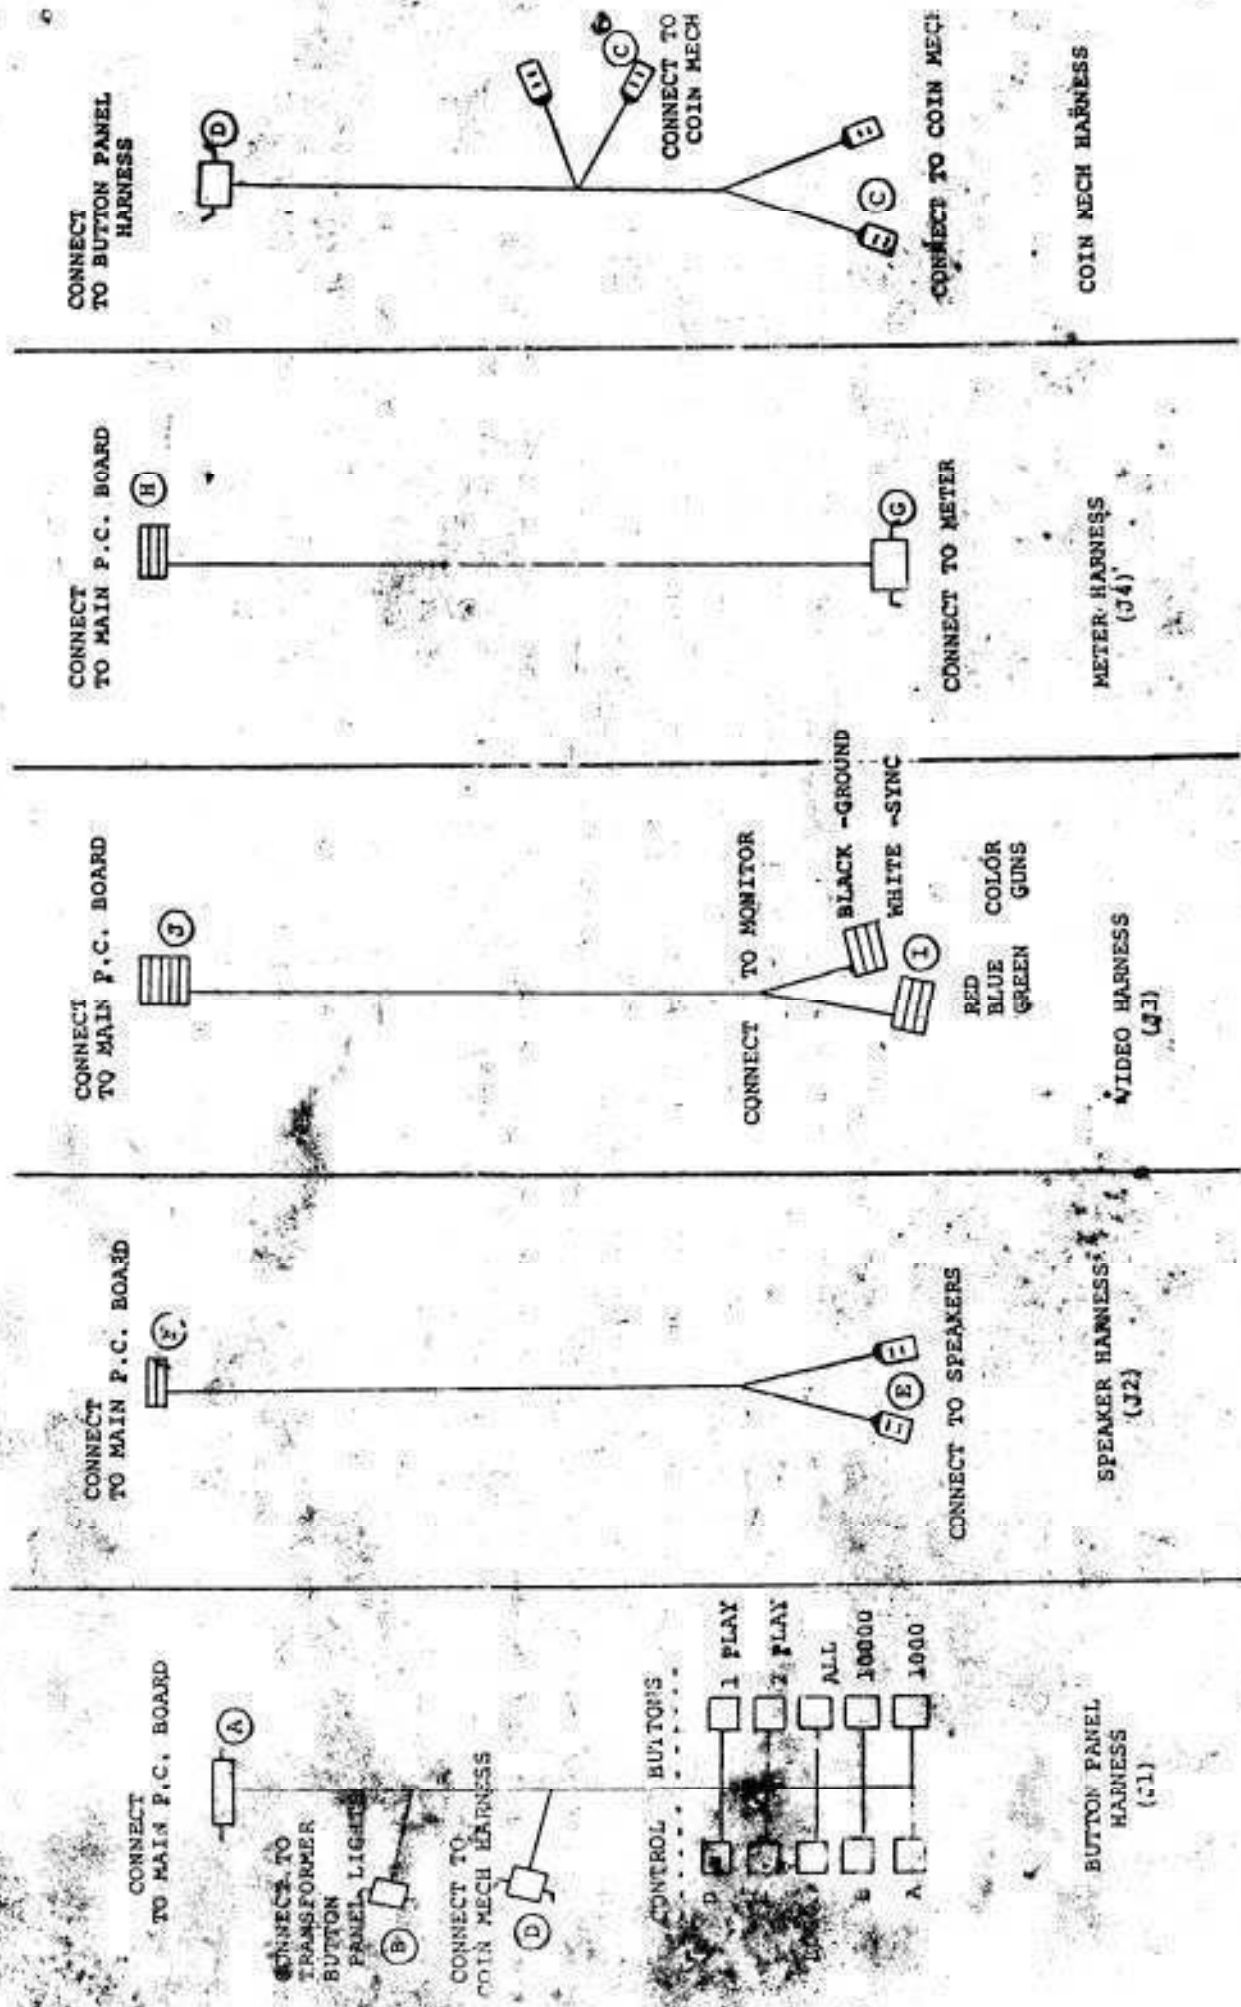 CONNECT
TO MAIN P.C. BOARD
A
CONNECT TO
TRANSFORMER
BUTTON
PANEL LIGHTS
B
CONNECT TO
COIN MECH HARNESS
D
CONTROL BUTTONS
D
1 PLAY
2 PLAY
ALL
B
10000
A
1000
BUTTON PANEL
HARNESS
(J1)
CONNECT
TO MAIN P.C. BOARD
F
E
CONNECT TO SPEAKERS
SPEAKER HARNESS
(J2)
CONNECT
TO MAIN P.C. BOARD
J
CONNECT TO MONITOR
BLACK -GROUND
WHITE -SYNC
I
RED
BLUE COLOR
GREEN GUNS
VIDEO HARNESS
(J3)
CONNECT
TO MAIN P.C. BOARD
H
G
CONNECT TO METER
METER HARNESS
(J4)
CONNECT
TO BUTTON PANEL
HARNESS
D
C
CONNECT TO
COIN MECH
C
CONNECT TO COIN MECH
COIN MECH HARNESS